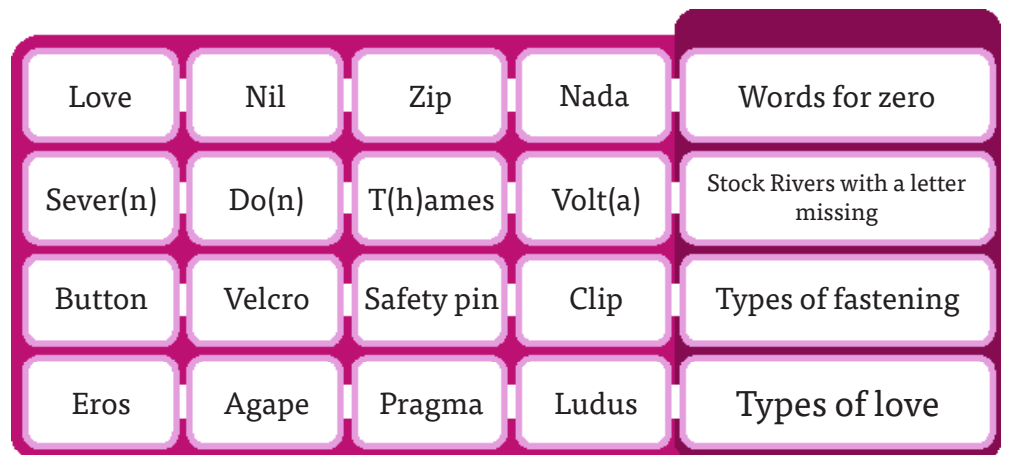 Love Nil Zip Nada Words for zero
Sever(n) Do(n) T(h)ames Volt(a) Stock Rivers with a letter
missing
Button Velcro Safety pin Clip Types of fastening
Eros Agape Pragma Ludus Types of love